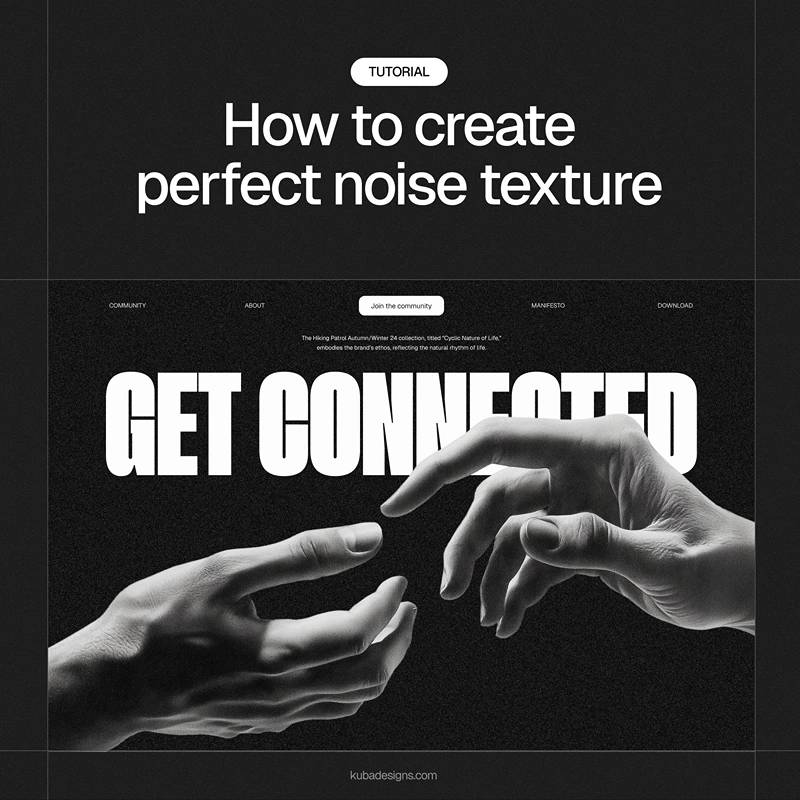 TUTORIAL
How to create
perfect noise texture
COMMUNITY
ABOUT
Join the community
MANIFESTO
DOWNLOAD
The Hiking Patrol Autumn/Winter 24 collection, titled "Cyclic Nature of Life,"
embodies the brand's ethos, reflecting the natural rhythm of life.
GET CONNECTED
kubadesigns.com